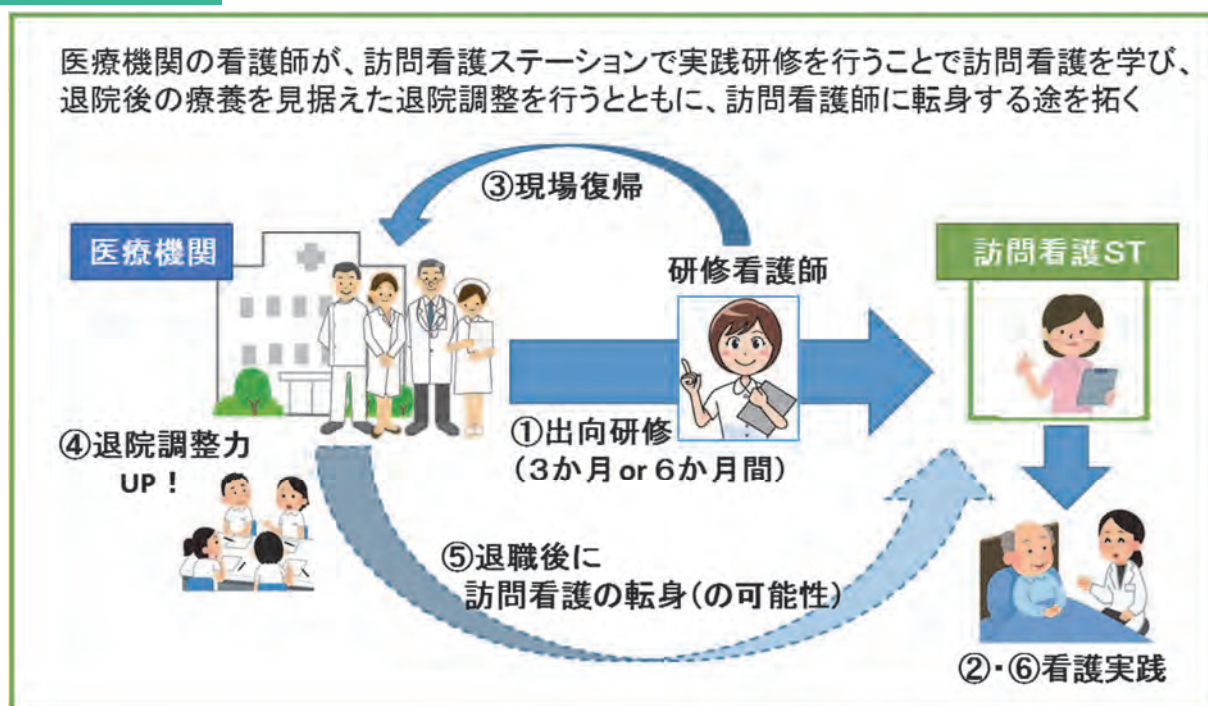 医療機関の看護師が、訪問看護ステーションで実践研修を行うことで訪問看護を学び、
退院後の療養を見据えた退院調整を行うとともに、訪問看護師に転身する途を拓く
③現場復帰
医療機関
研修看護師
訪問看護ST
①出向研修
(3か月or 6か月間)
④退院調整力
UP!
⑤退職後に
訪問看護の転身(の可能性)
②・⑥看護実践